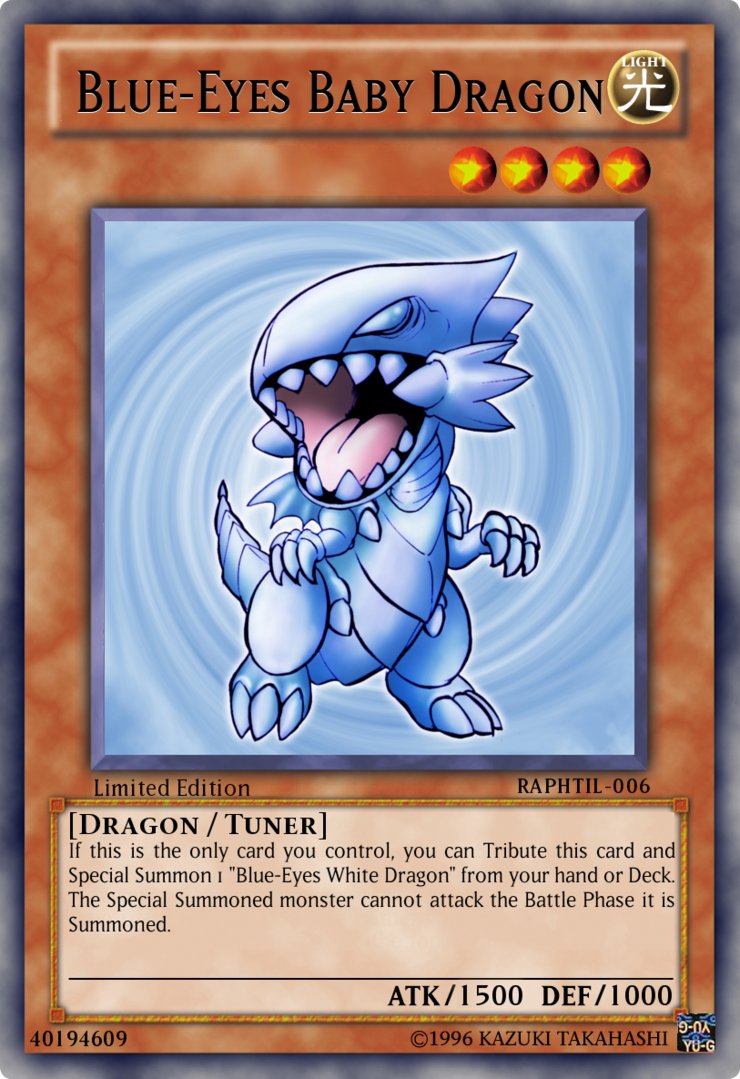 BLUE-EYES BABY DRAGON
LIGHT
光
Limited Edition
RAPHTIL-006
[DRAGON / TUNER]
If this is the only card you control, you can Tribute this card and
Special Summon 1 "Blue-Eyes White Dragon" from your hand or Deck.
The Special Summoned monster cannot attack the Battle Phase it is
Summoned.
ATK/1500 DEF/1000
40194609
©1996 KAZUKI TAKAHASHI
YU-G
YU-G